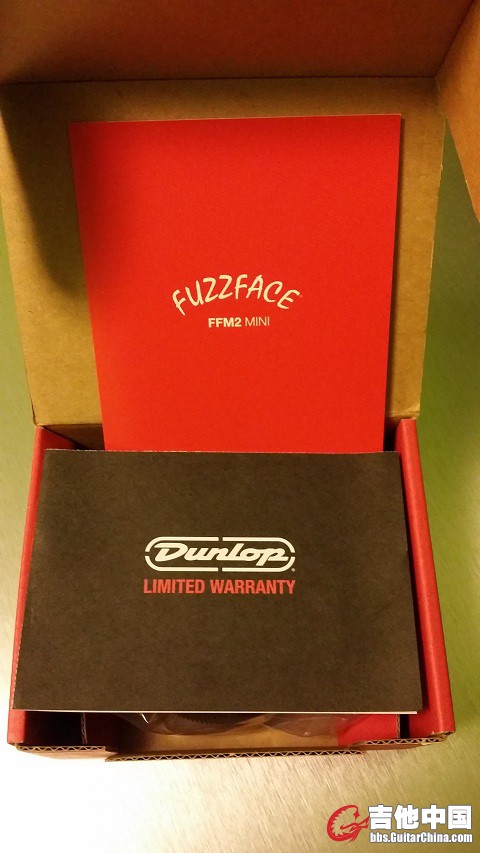 FUZZFACE®
FFM2 MINI
Dunlop®
LIMITED WARRANTY
吉他中国
bbs.GuitarChina.com